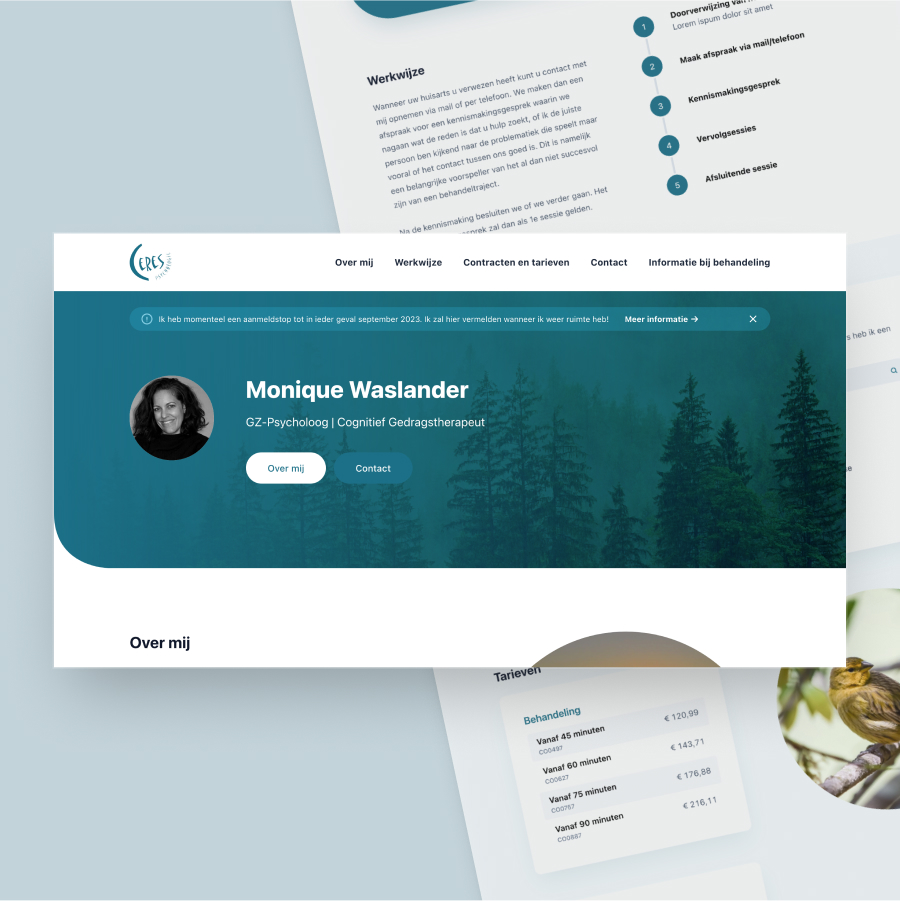 1
Doorverwijzing van
Lorem ispum dolor sit amet
2
Maak afspraak via mail/telefoon
3
Kennismakingsgesprek
4
Vervolgsessies
5
Afsluitende sessie
Werkwijze
Wanneer uw huisarts u verwezen heeft kunt u contact met
mij opnemen via mail of per telefoon. We maken dan een
afspraak voor een kennismakingsgesprek waarin we
nagaan wat de reden is dat u hulp zoekt, of ik de juiste
persoon ben kijkend naar de problematiek die speelt maar
vooral of het contact tussen ons goed is. Dit is namelijk
een belangrijke voorspeller van het al dan niet succesvol
zijn van een behandeltraject.
Na de kennismaking besluiten we of we verder gaan. Het
sprek zal dan als 1e sessie gelden.
CERES
PSYCHOLOGIE
Over mij
Werkwijze
Contracten en tarieven
Contact
Informatie bij behandeling
Ik heb momenteel een aanmeldstop tot in ieder geval september 2023. Ik zal hier vermelden wanneer ik weer ruimte heb!
Meer informatie →
Monique Waslander
GZ-Psycholoog | Cognitief Gedragstherapeut
Over mij
Contact
s heb ik een
Over mij
Tarieven
Behandeling
Vanaf 45 minuten
€ 120,99
CO0497
Vanaf 60 minuten
€ 143,71
CO0627
Vanaf 75 minuten
€ 176,88
CO0757
Vanaf 90 minuten
€ 216,11
CO0887